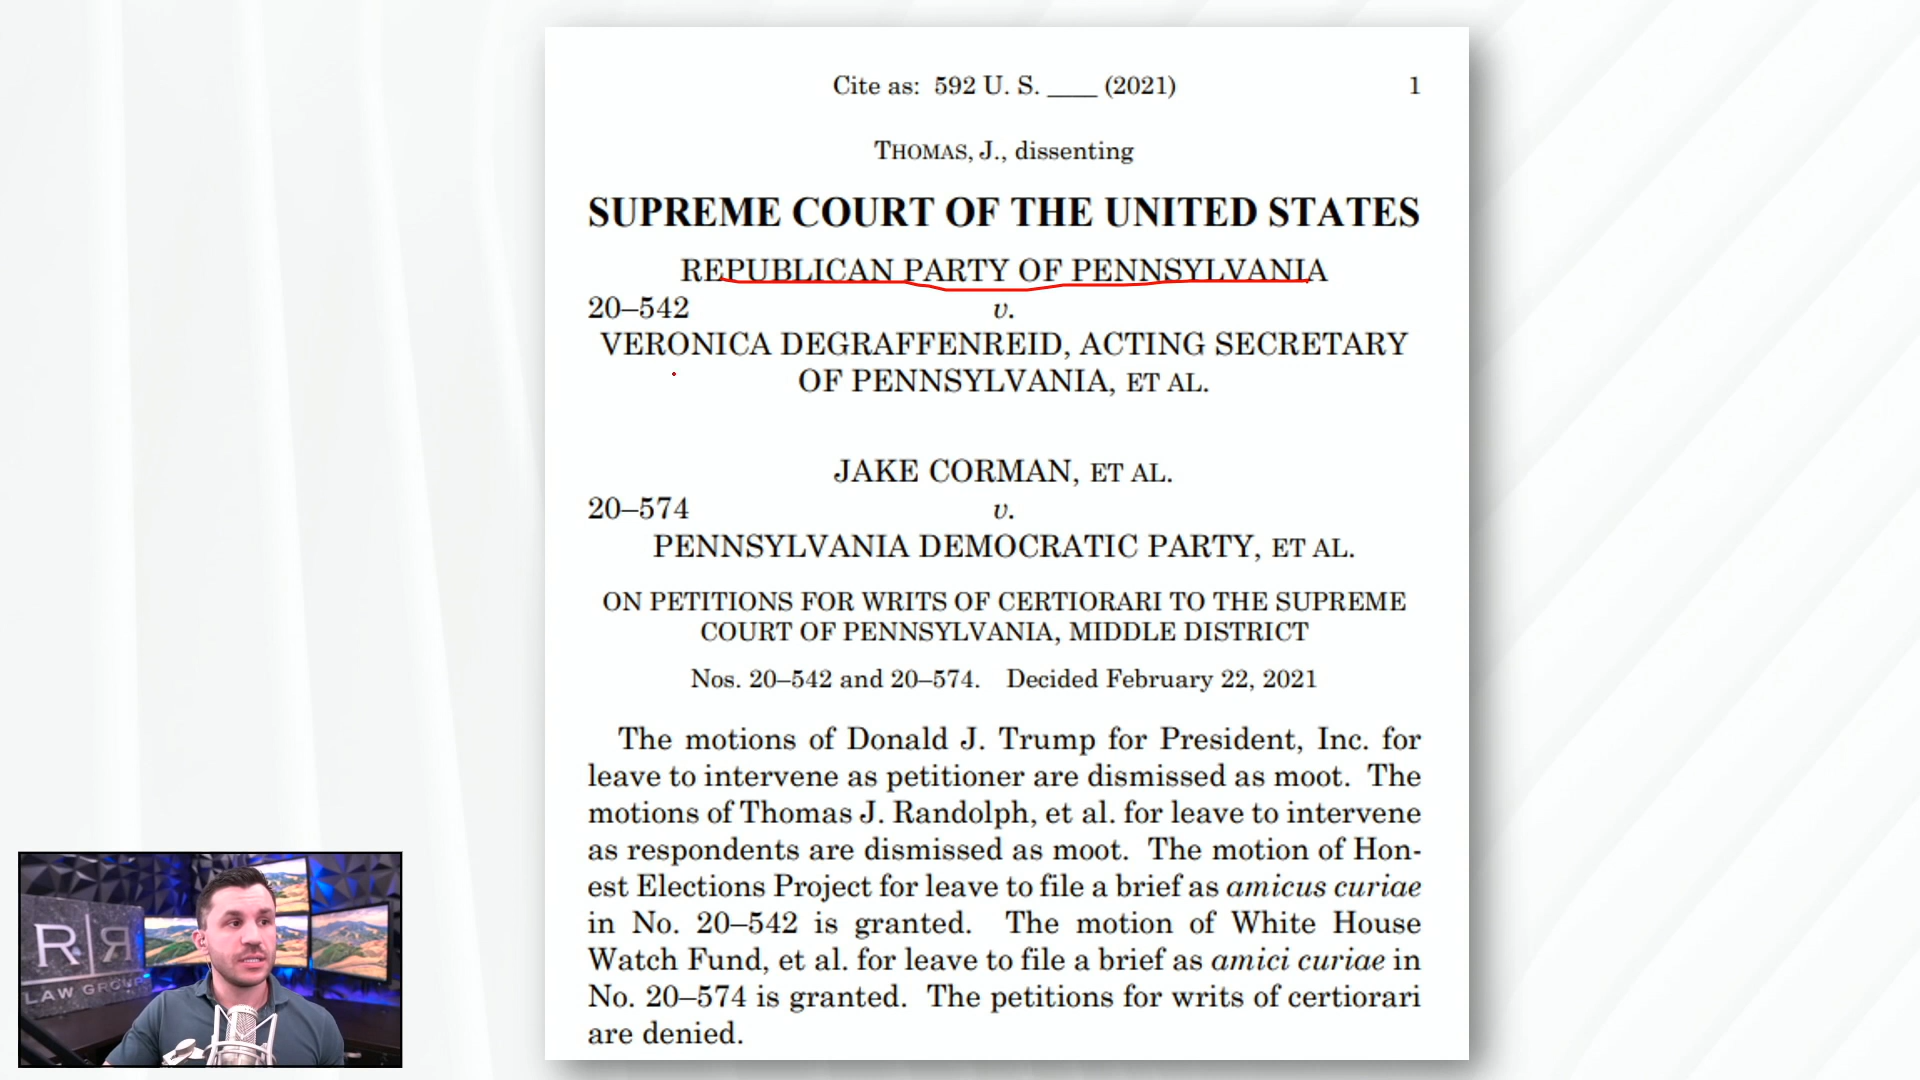 Cite as: 592 U. S. ____ (2021) 1
THOMAS, J., dissenting
SUPREME COURT OF THE UNITED STATES
REPUBLICAN PARTY OF PENNSYLVANIA
20–542 v.
VERONICA DEGRAFFENREID, ACTING SECRETARY
OF PENNSYLVANIA, ET AL.
JAKE CORMAN, ET AL.
20–574 v.
PENNSYLVANIA DEMOCRATIC PARTY, ET AL.
ON PETITIONS FOR WRITS OF CERTIORARI TO THE SUPREME
COURT OF PENNSYLVANIA, MIDDLE DISTRICT
Nos. 20–542 and 20–574. Decided February 22, 2021
The motions of Donald J. Trump for President, Inc. for
leave to intervene as petitioner are dismissed as moot. The
motions of Thomas J. Randolph, et al. for leave to intervene
as respondents are dismissed as moot. The motion of Hon-
est Elections Project for leave to file a brief as amicus curiae
in No. 20–542 is granted. The motion of White House
Watch Fund, et al. for leave to file a brief as amici curiae in
No. 20–574 is granted. The petitions for writs of certiorari
are denied.
R|R
LAW GROUP